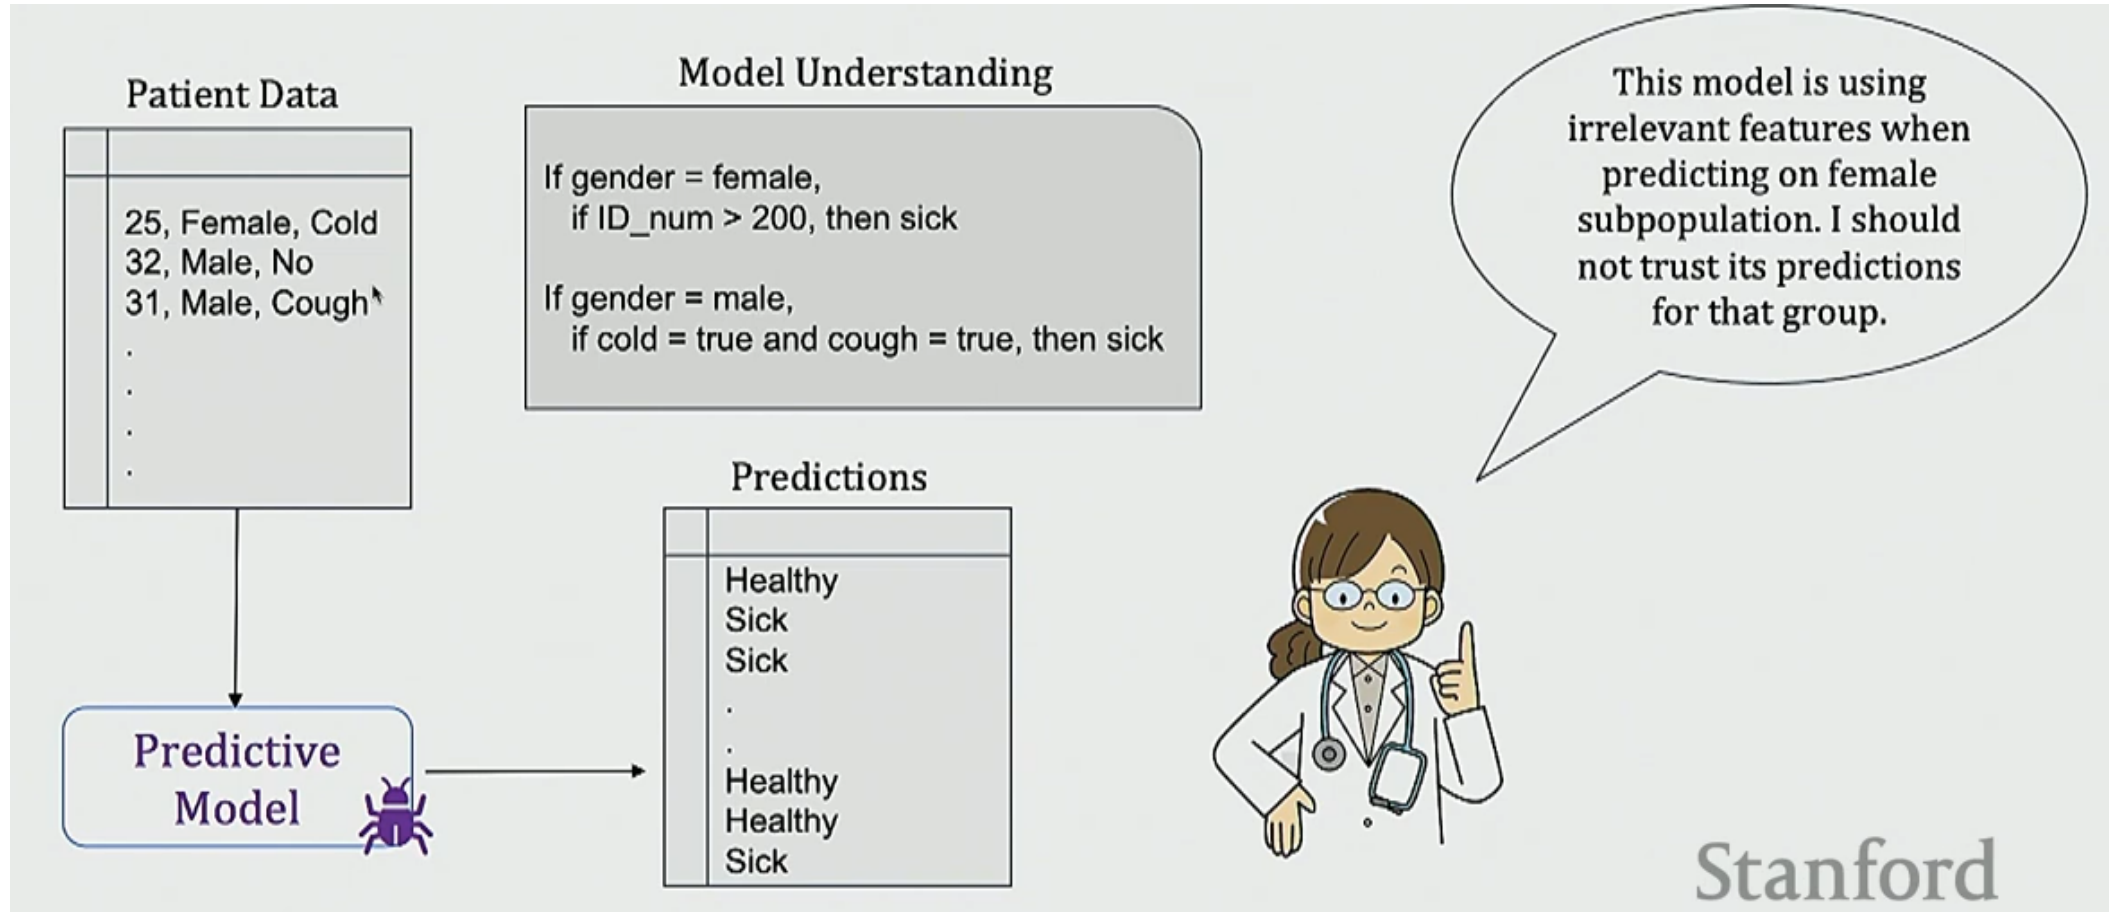 Patient Data
25, Female, Cold
32, Male, No
31, Male, Cough
.
.
.
.
Model Understanding
If gender = female,
if ID_num > 200, then sick
If gender = male,
if cold = true and cough = true, then sick
This model is using
irrelevant features when
predicting on female
subpopulation. I should
not trust its predictions
for that group.
Predictive
Model
Predictions
Healthy
Sick
Sick
.
.
Healthy
Healthy
Sick
Stanford